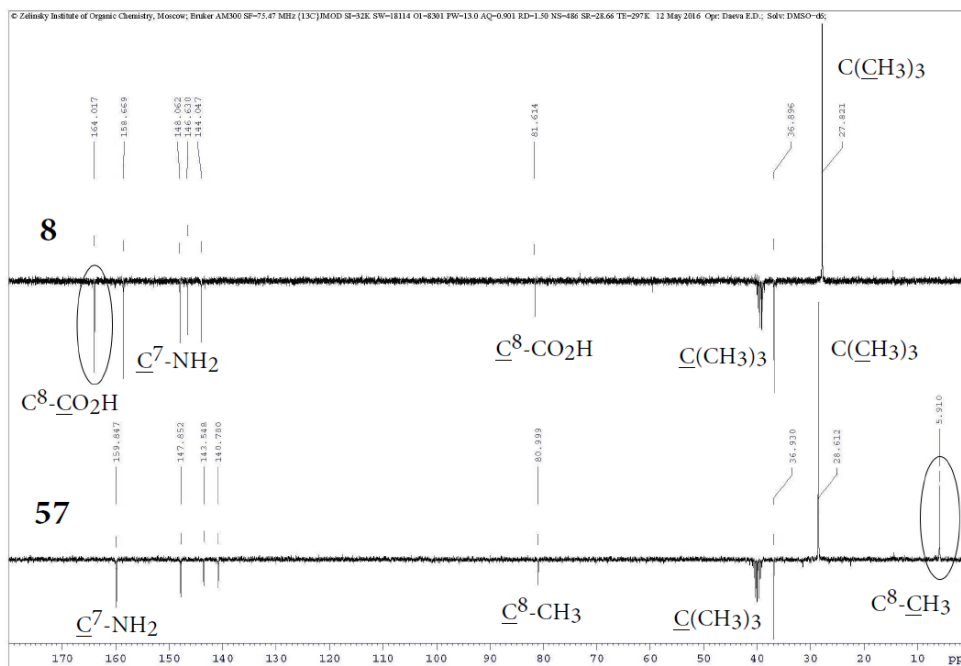 © Zelinsky Institute of Organic Chemistry, Moscow; Bruker AM300 SF=75.47 MHz {13C}JMOD SI=32K SW=18114 O1=8301 PW=13.0 AQ=0.901 RD=1.50 NS=486 SR=28.66 TE=297K 12 May 2016 Opr: Daeva E.D.; Solv: DMSO-d6;
C(CH3)3
164.017
158.669
148.062
146.630
144.047
81.614
36.896
27.821
8
C7-NH2
C8-CO2H
C(CH3)3
C(CH3)3
C8-CO2H
159.847
147.852
143.548
140.780
80.999
36.930
28.612
5.910
57
C7-NH2
C8-CH3
C(CH3)3
C8-CH3
170 160 150 140 130 120 110 100 90 80 70 60 50 40 30 20 10 pp